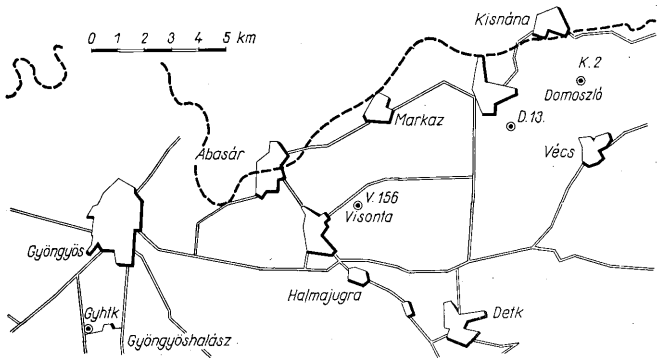 Kisnána
0 1 2 3 4 5 km
K. 2
Domoszló
Markaz
D.13.
Abasár
Vécs
V. 156
Visonta
Gyöngyös
Halmajugra
Gyhtk
Detk
Gyöngyöshalász